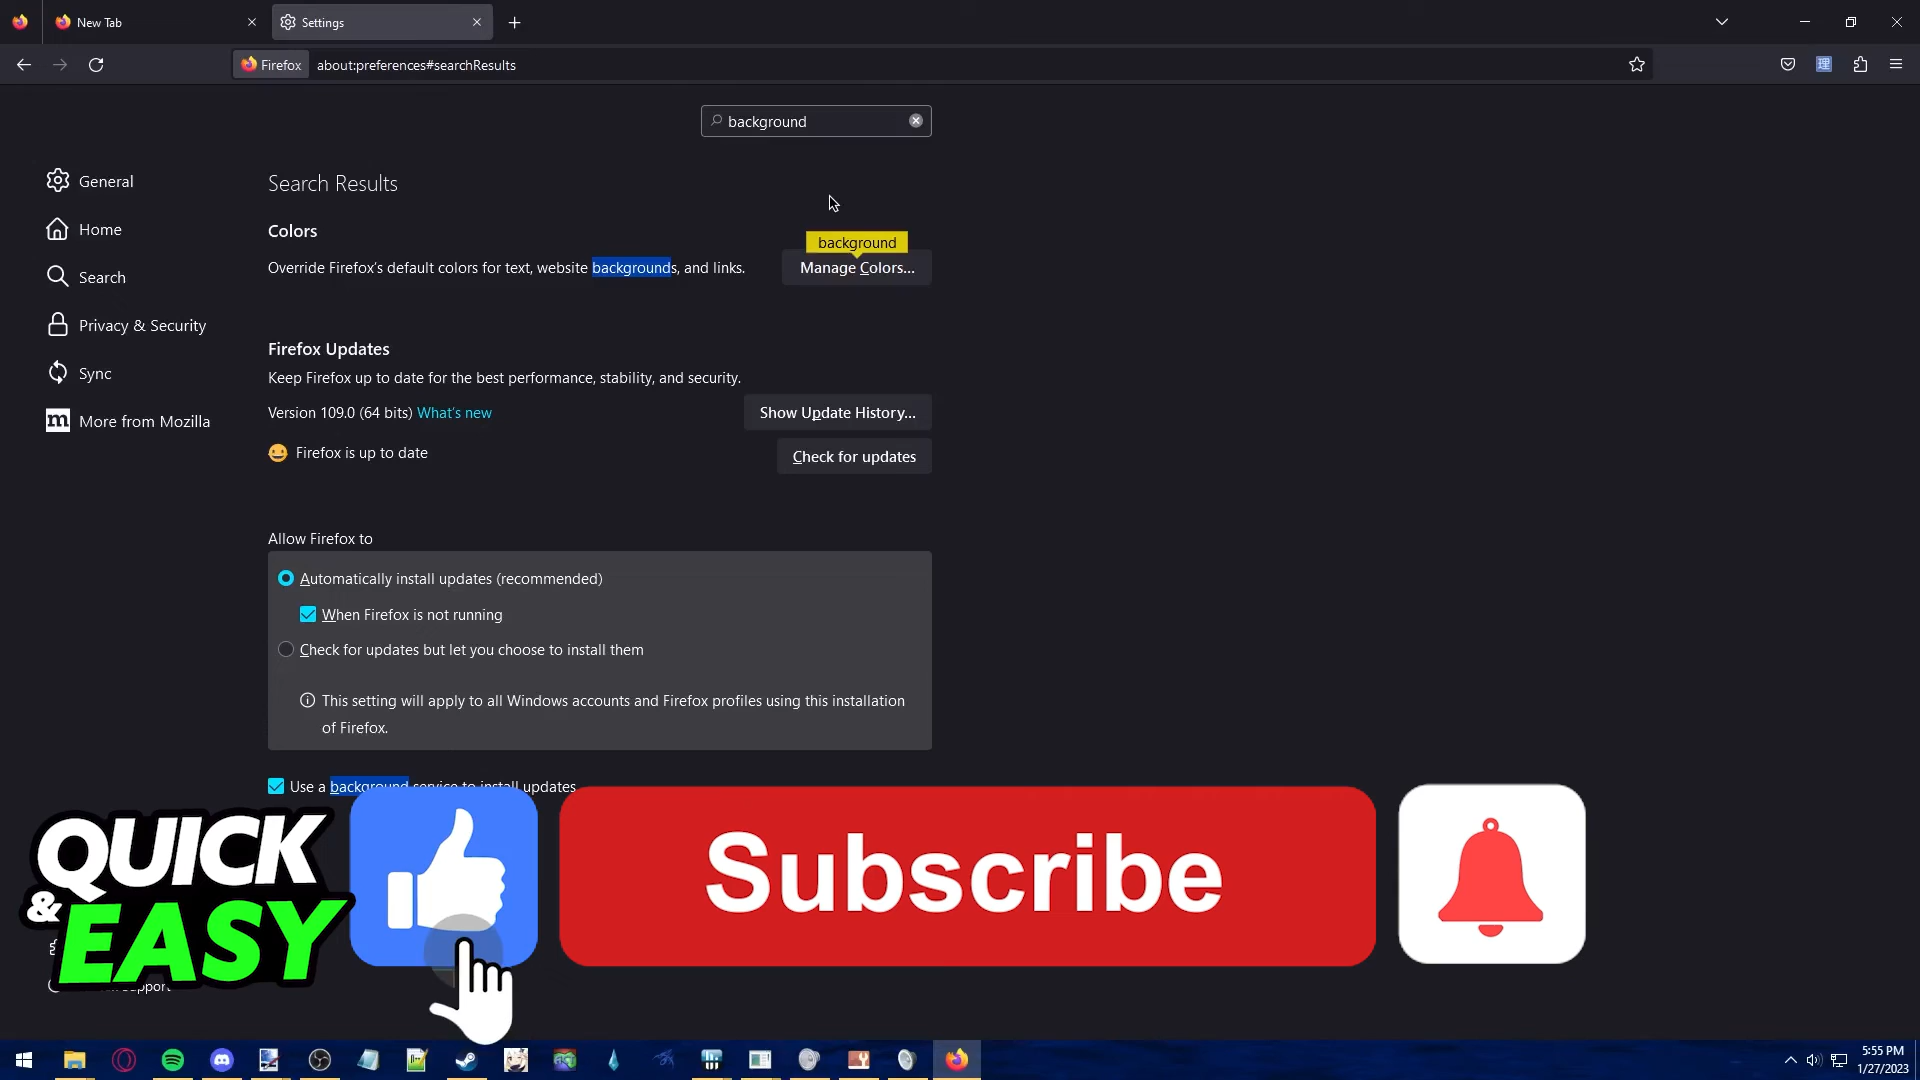 New Tab
Settings
Firefox
about:preferences#searchResults
background
General
Home
Search
Privacy & Security
Sync
More from Mozilla
Search Results
Colors
background
Override Firefox's default colors for text, website backgrounds, and links.
Manage Colors...
Firefox Updates
Keep Firefox up to date for the best performance, stability, and security.
Version 109.0 (64 bits) What's new
Show Update History...
Firefox is up to date
Check for updates
Allow Firefox to
Automatically install updates (recommended)
When Firefox is not running
Check for updates but let you choose to install them
This setting will apply to all Windows accounts and Firefox profiles using this installation
of Firefox.
Use a background service to install updates
QUICK
& EASY
Subscribe
Support
5:55 PM
1/27/2023